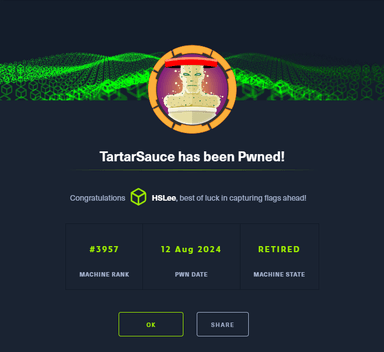 TartarSauce has been Pwned!
Congratulations HSLee, best of luck in capturing flags ahead!
#3957 12 Aug 2024 RETIRED
MACHINE RANK PWN DATE MACHINE STATE
OK SHARE